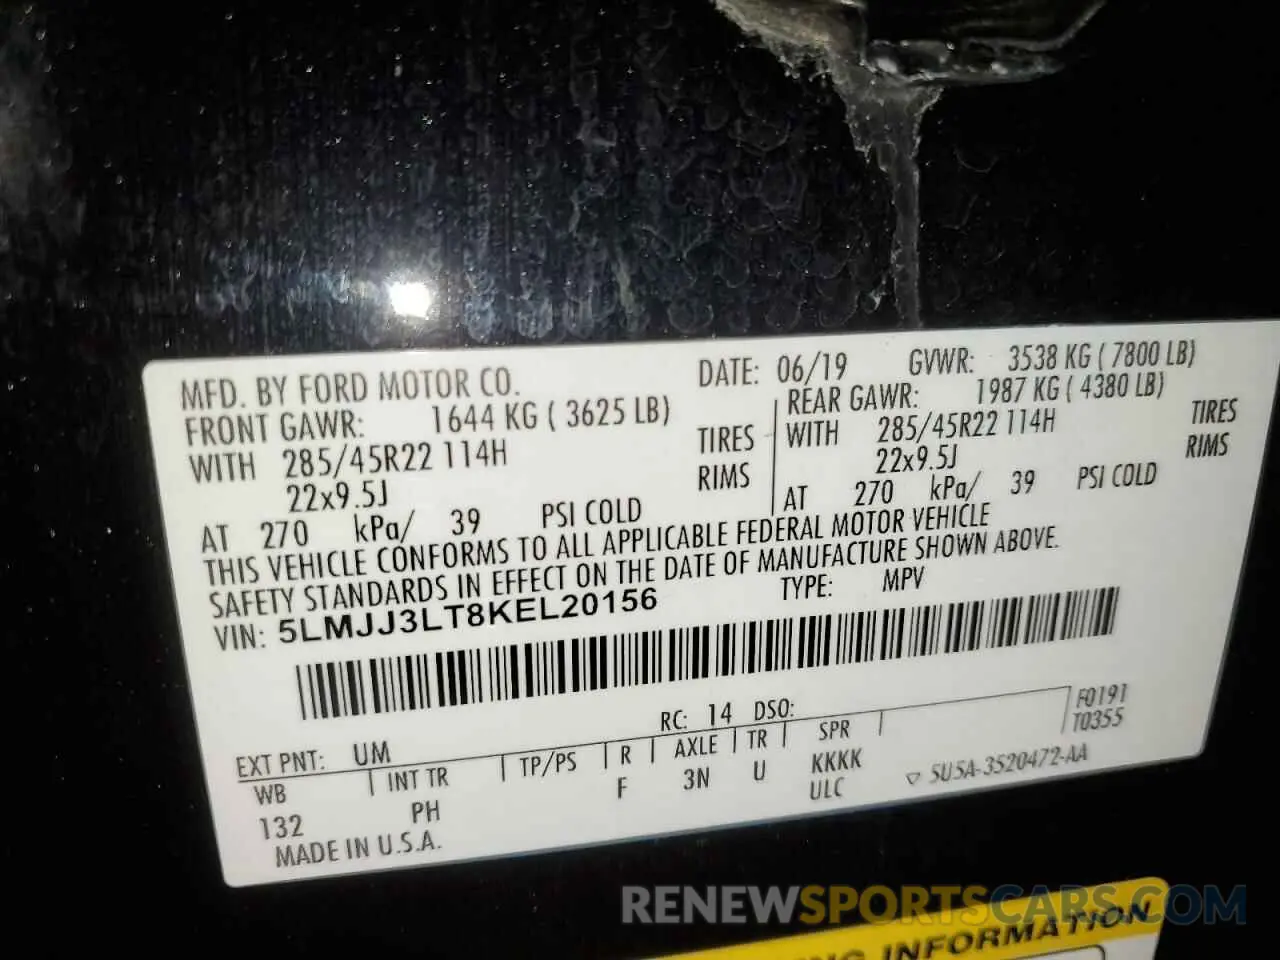 MFD. BY FORD MOTOR CO. DATE: 06/19 GVWR: 3538 KG ( 7800 LB)
FRONT GAWR: 1644 KG ( 3625 LB) REAR GAWR: 1987 KG ( 4380 LB)
WITH 285/45R22 114H TIRES WITH 285/45R22 114H TIRES
22x9.5J RIMS 22x9.5J RIMS
AT 270 kPa/ 39 PSI COLD AT 270 kPa/ 39 PSI COLD
THIS VEHICLE CONFORMS TO ALL APPLICABLE FEDERAL MOTOR VEHICLE
SAFETY STANDARDS IN EFFECT ON THE DATE OF MANUFACTURE SHOWN ABOVE.
VIN: 5LMJJ3LT8KEL20156 TYPE: MPV
EXT PNT: UM RC: 14 DSO: F0191
WB INT TR TP/PS R AXLE TR SPR T0355
132 PH F 3N U KKKK 5U5A-3520472-AA
ULC
MADE IN U.S.A.
RENEWSPORTSCARS.COM
INFORMATION